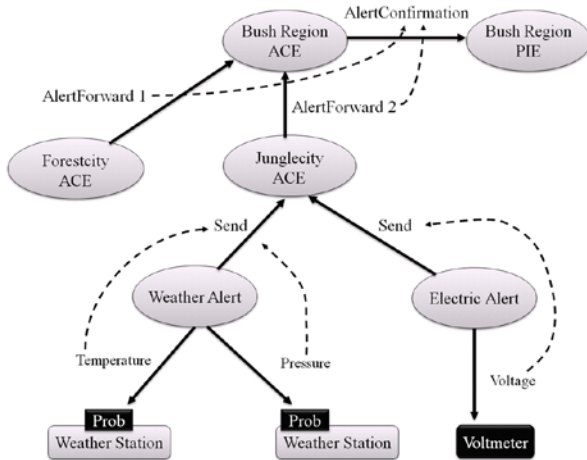 AlertConfirmation
Bush Region
ACE
Bush Region
PIE
AlertForward 1
AlertForward 2
Forestcity
ACE
Junglecity
ACE
Send
Send
Weather Alert
Electric Alert
Temperature
Pressure
Voltage
Prob
Weather Station
Prob
Weather Station
Voltmeter